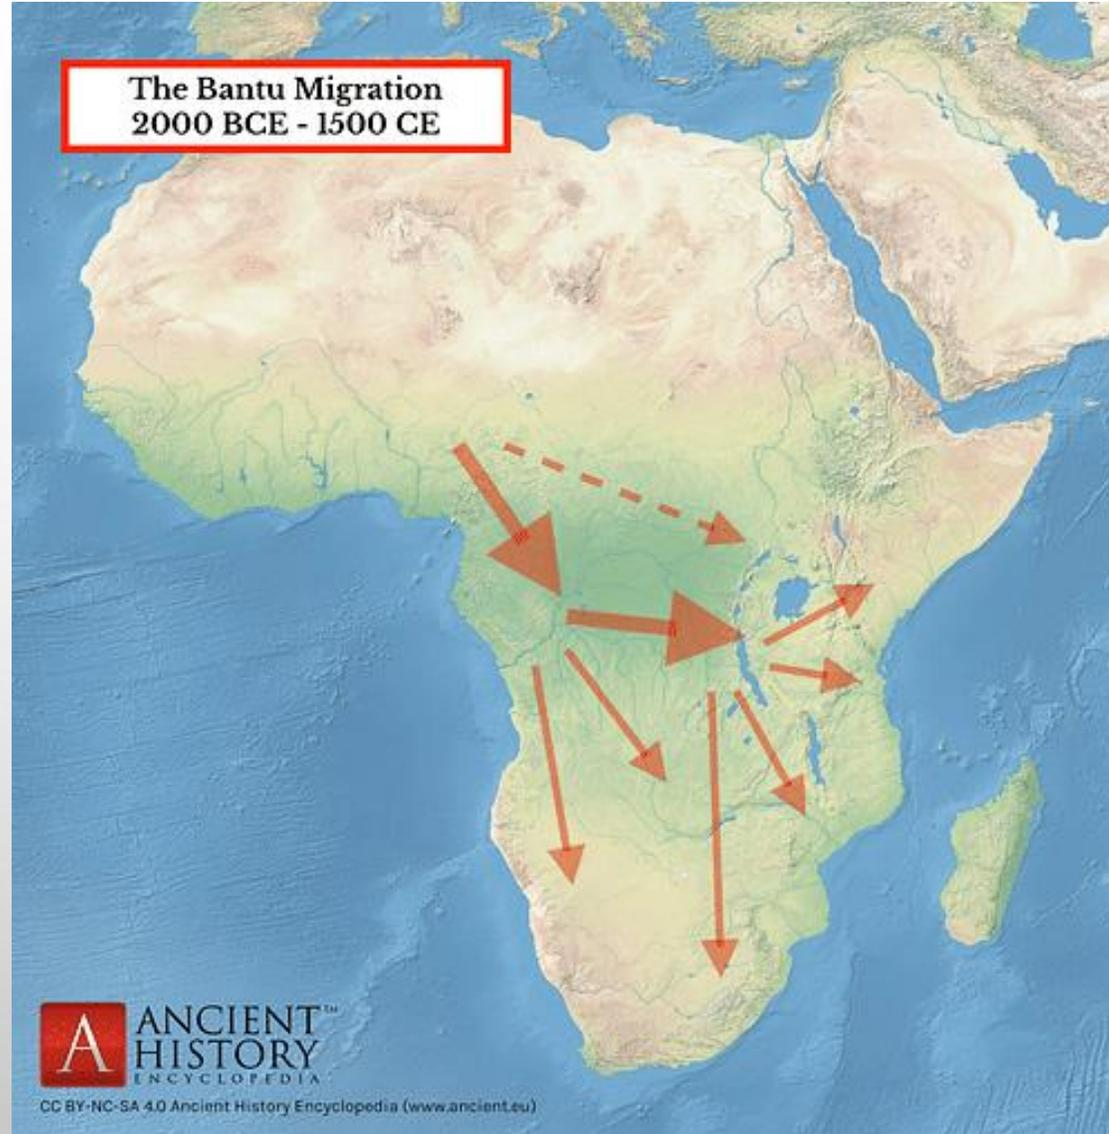 The Bantu Migration
2000 BCE - 1500 CE
A
ANCIENT™
HISTORY
ENCYCLOPEDIA
CC BY-NC-SA 4.0 Ancient History Encyclopedia (www.ancient.eu)